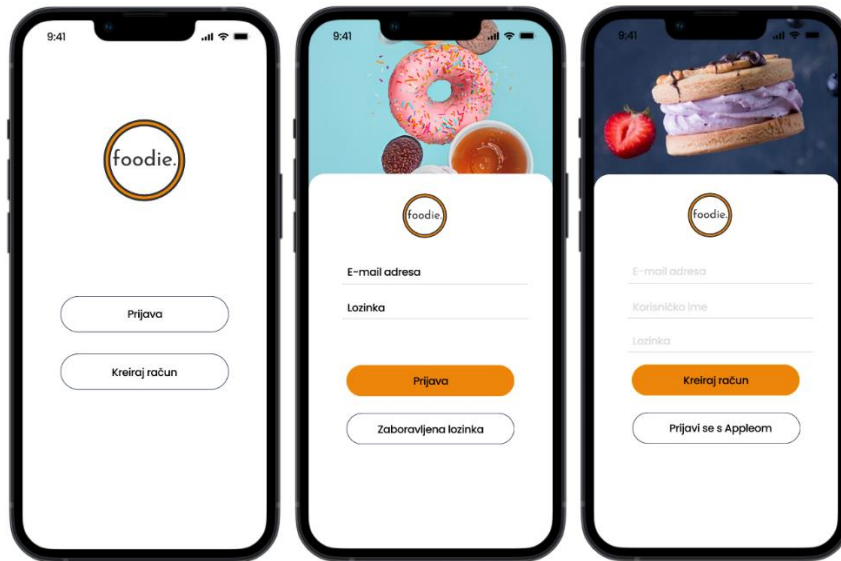 9:41
foodie.
Prijava
Kreiraj račun
9:41
foodie.
E-mail adresa
Lozinka
Prijava
Zaboravljena lozinka
9:41
foodie.
E-mail adresa
Korisničko ime
Lozinka
Kreiraj račun
Prijavi se s Appleom